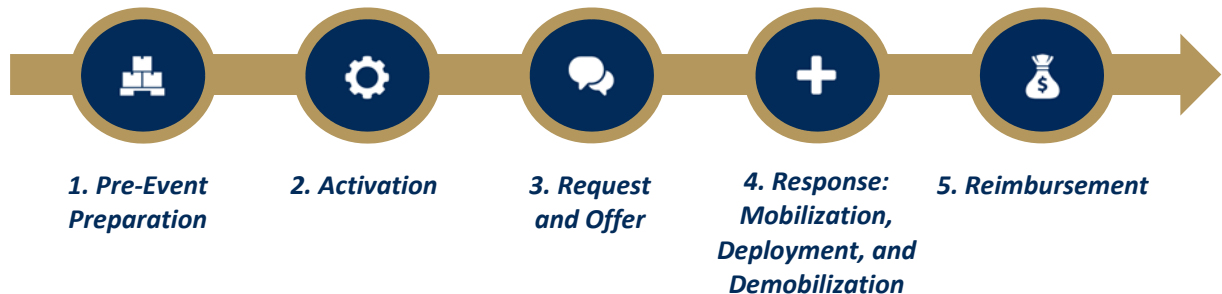 $
1. Pre-Event
Preparation
2. Activation
3. Request
and Offer
4. Response:
Mobilization,
Deployment, and
Demobilization
5. Reimbursement